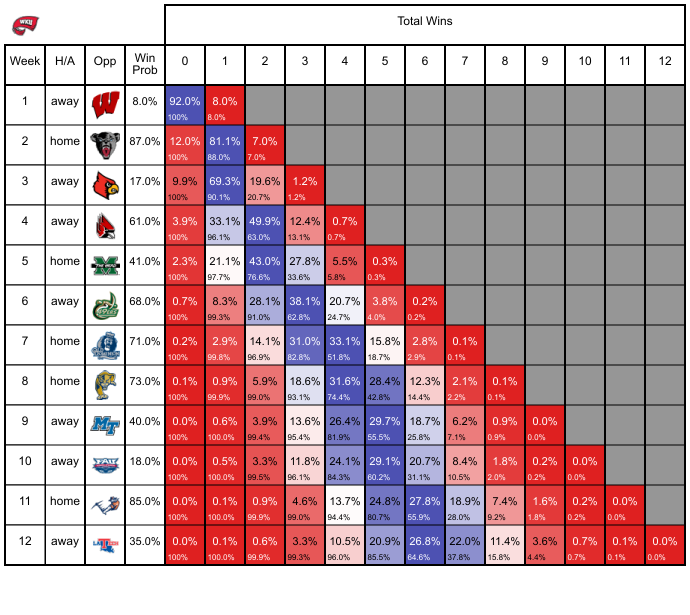 WKU
Total Wins
Week H/A Opp Win Prob 0 1 2 3 4 5 6 7 8 9 10 11 12
1 away 8.0% 92.0% 8.0%
100% 8.0%
2 home 87.0% 12.0% 81.1% 7.0%
100% 88.0% 7.0%
3 away 17.0% 9.9% 69.3% 19.6% 1.2%
100% 90.1% 20.7% 1.2%
4 away 61.0% 3.9% 33.1% 49.9% 12.4% 0.7%
100% 96.1% 63.0% 13.1% 0.7%
5 home 41.0% 2.3% 21.1% 43.0% 27.8% 5.5% 0.3%
100% 97.7% 76.6% 33.6% 5.8% 0.3%
6 away 68.0% 0.7% 8.3% 28.1% 38.1% 20.7% 3.8% 0.2%
100% 99.3% 91.0% 62.8% 24.7% 4.0% 0.2%
7 home 71.0% 0.2% 2.9% 14.1% 31.0% 33.1% 15.8% 2.8% 0.1%
100% 99.8% 96.9% 82.8% 51.8% 18.7% 2.9% 0.1%
8 home 73.0% 0.1% 0.9% 5.9% 18.6% 31.6% 28.4% 12.3% 2.1% 0.1%
100% 99.9% 99.0% 93.1% 74.4% 42.8% 14.4% 2.2% 0.1%
9 away MT 40.0% 0.0% 0.6% 3.9% 13.6% 26.4% 29.7% 18.7% 6.2% 0.9% 0.0%
100% 100.0% 99.4% 95.4% 81.9% 55.5% 25.8% 7.1% 0.9% 0.0%
10 away FAU 18.0% 0.0% 0.5% 3.3% 11.8% 24.1% 29.1% 20.7% 8.4% 1.8% 0.2% 0.0%
100% 100.0% 99.5% 96.1% 84.3% 60.2% 31.1% 10.5% 2.0% 0.2% 0.0%
11 home 85.0% 0.0% 0.1% 0.9% 4.6% 13.7% 24.8% 27.8% 18.9% 7.4% 1.6% 0.2% 0.0%
100% 100.0% 99.9% 99.0% 94.4% 80.7% 55.9% 28.0% 9.2% 1.8% 0.2% 0.0%
12 away 35.0% 0.0% 0.1% 0.6% 3.3% 10.5% 20.9% 26.8% 22.0% 11.4% 3.6% 0.7% 0.1% 0.0%
100% 100.0% 99.9% 99.3% 96.0% 85.5% 64.6% 37.8% 15.8% 4.4% 0.7% 0.1% 0.0%